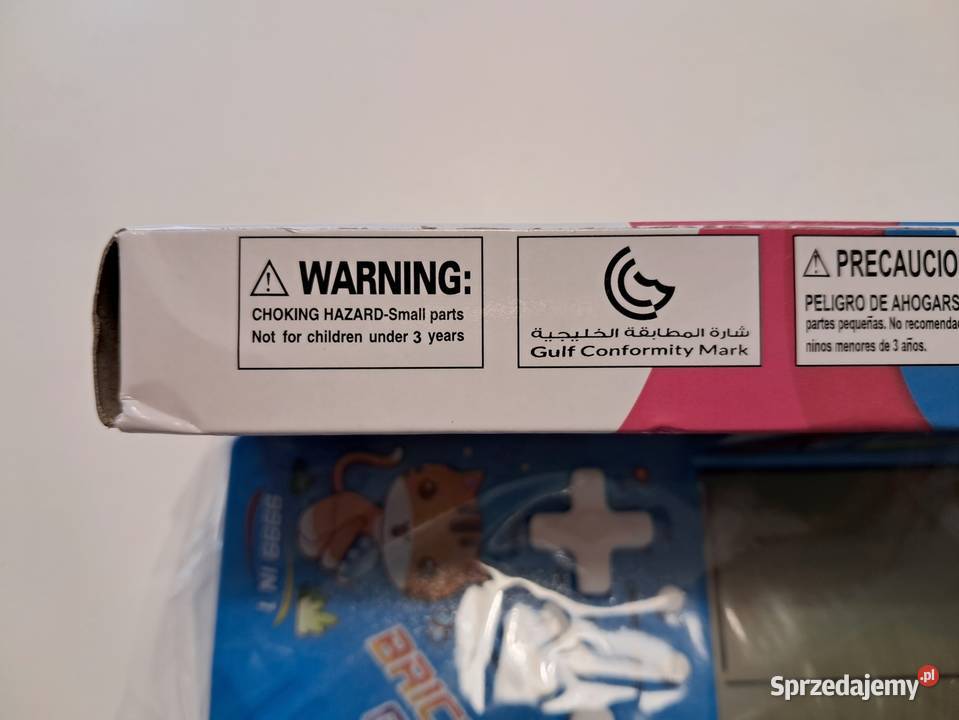 WARNING:
CHOKING HAZARD-Small parts
Not for children under 3 years
شارة المطابقة الخليجية
Gulf Conformity Mark
PRECAUCIO
PELIGRO DE AHOGARS
partes pequeñas. No recomenda
ninos menores de 3 años.
9999 IN 1
BRIC
Sprzedajemy.pl